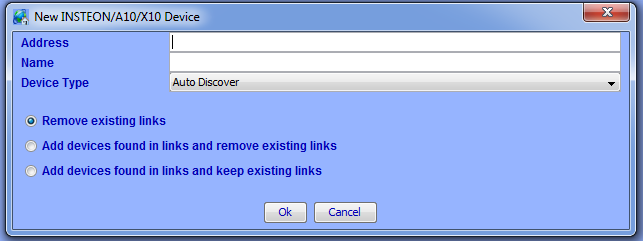 New INSTEON/A10/X10 Device
Address
Name
Device Type Auto Discover
Remove existing links
Add devices found in links and remove existing links
Add devices found in links and keep existing links
Ok Cancel